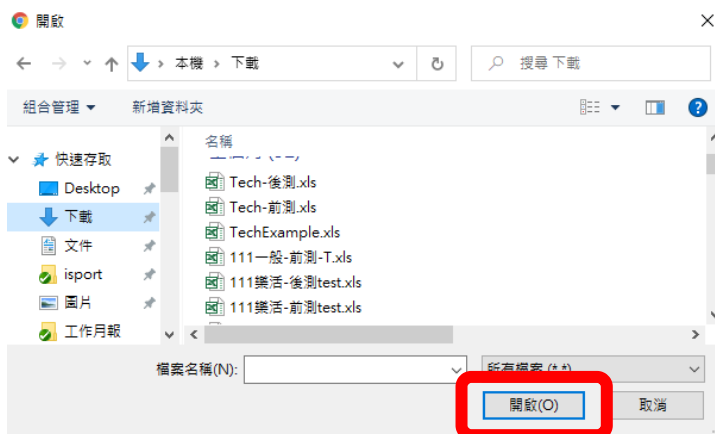 開啟
本機 › 下載
搜尋 下載
組合管理
新增資料夾
名稱
快速存取
Desktop
下載
文件
isport
圖片
工作月報
Tech-後測.xls
Tech-前測.xls
TechExample.xls
111一般-前測-T.xls
111樂活-後測test.xls
111樂活-前測test.xls
檔案名稱(N):
所有檔案 (*.*)
開啟(O)
取消